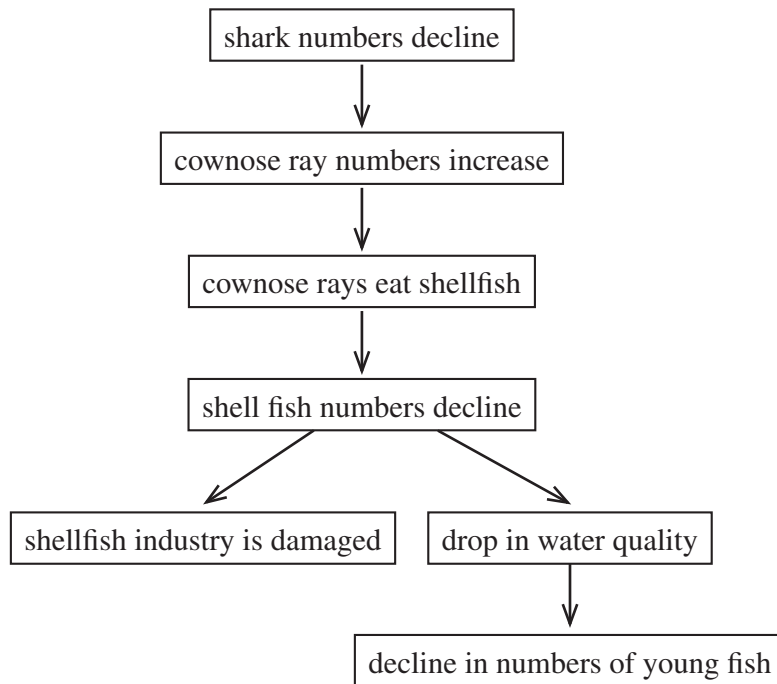 shark numbers decline
cownose ray numbers increase
cownose rays eat shellfish
shell fish numbers decline
shellfish industry is damaged
drop in water quality
decline in numbers of young fish